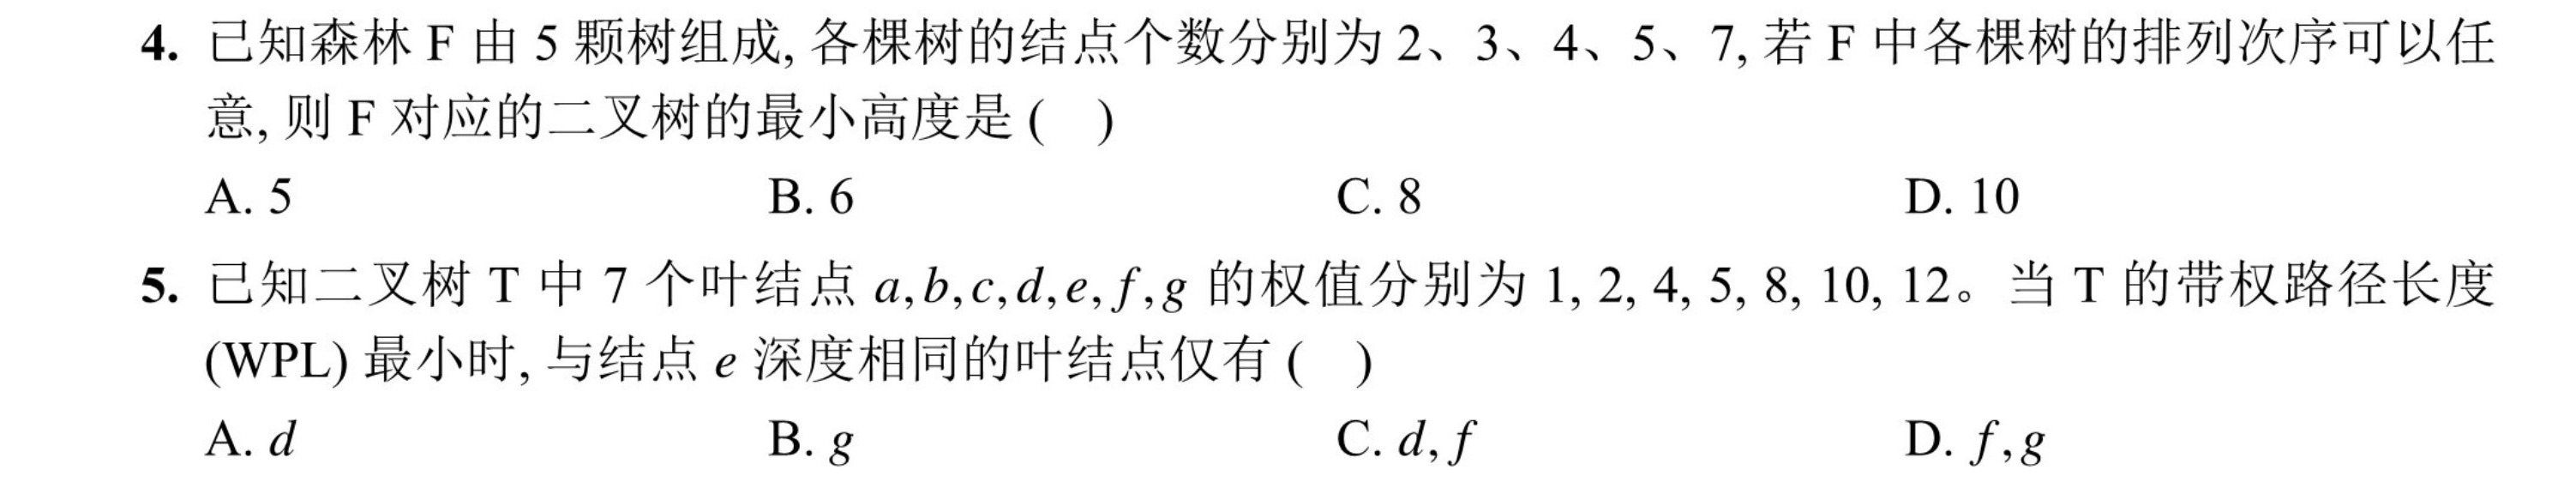 4. 已知森林 F 由 5 颗树组成, 各棵树的结点个数分别为 2、3、4、5、7, 若 F 中各棵树的排列次序可以任
意, 则 F 对应的二叉树的最小高度是 ( )
A. 5 B. 6 C. 8 D. 10
5. 已知二叉树 T 中 7 个叶结点 a,b,c,d,e,f,g 的权值分别为 1, 2, 4, 5, 8, 10, 12。当 T 的带权路径长度
(WPL) 最小时, 与结点 e 深度相同的叶结点仅有 ( )
A. d B. g C. d,f D. f,g